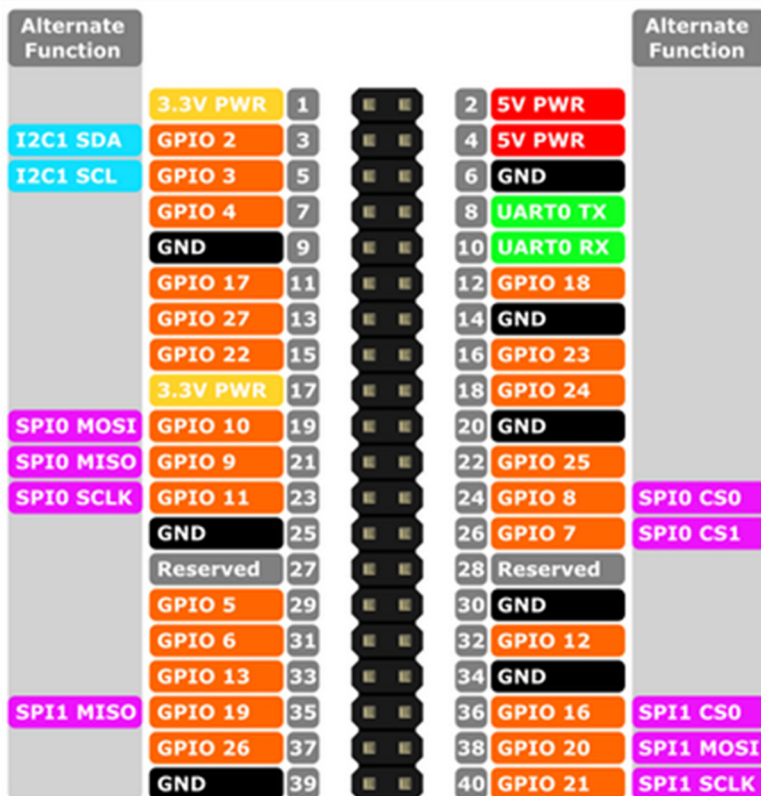 Alternate
Function
Alternate
Function
3.3V PWR 1 2 5V PWR
I2C1 SDA GPIO 2 3 4 5V PWR
I2C1 SCL GPIO 3 5 6 GND
GPIO 4 7 8 UART0 TX
GND 9 10 UART0 RX
GPIO 17 11 12 GPIO 18
GPIO 27 13 14 GND
GPIO 22 15 16 GPIO 23
3.3V PWR 17 18 GPIO 24
SPI0 MOSI GPIO 10 19 20 GND
SPI0 MISO GPIO 9 21 22 GPIO 25
SPI0 SCLK GPIO 11 23 24 GPIO 8 SPI0 CS0
GND 25 26 GPIO 7 SPI0 CS1
Reserved 27 28 Reserved
GPIO 5 29 30 GND
GPIO 6 31 32 GPIO 12
GPIO 13 33 34 GND
SPI1 MISO GPIO 19 35 36 GPIO 16 SPI1 CS0
GPIO 26 37 38 GPIO 20 SPI1 MOSI
GND 39 40 GPIO 21 SPI1 SCLK